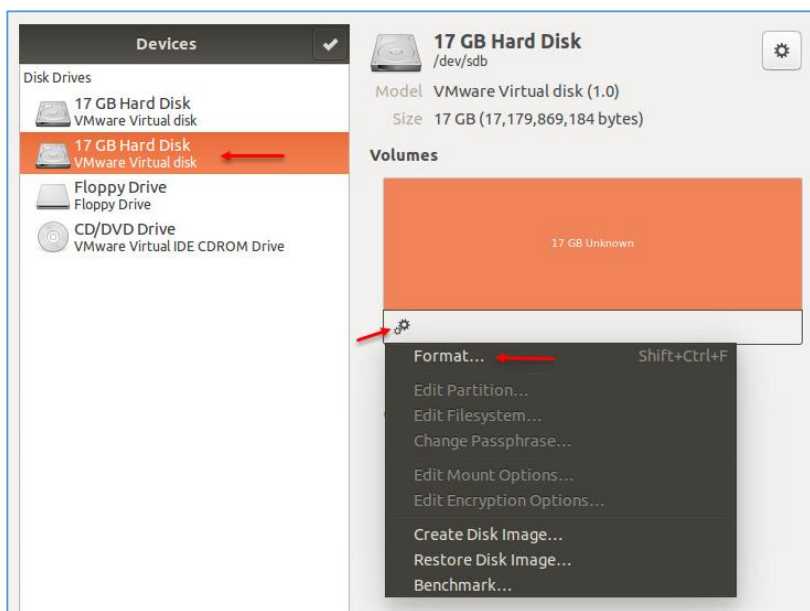 Devices
Disk Drives
17 GB Hard Disk
VMware Virtual disk
17 GB Hard Disk
VMware Virtual disk
Floppy Drive
Floppy Drive
CD/DVD Drive
VMware Virtual IDE CDROM Drive
17 GB Hard Disk
/dev/sdb
Model VMware Virtual disk (1.0)
Size 17 GB (17,179,869,184 bytes)
Volumes
17 GB Unknown
Format... Shift+Ctrl+F
Edit Partition...
Edit Filesystem...
Change Passphrase...
Edit Mount Options...
Edit Encryption Options...
Create Disk Image...
Restore Disk Image...
Benchmark...